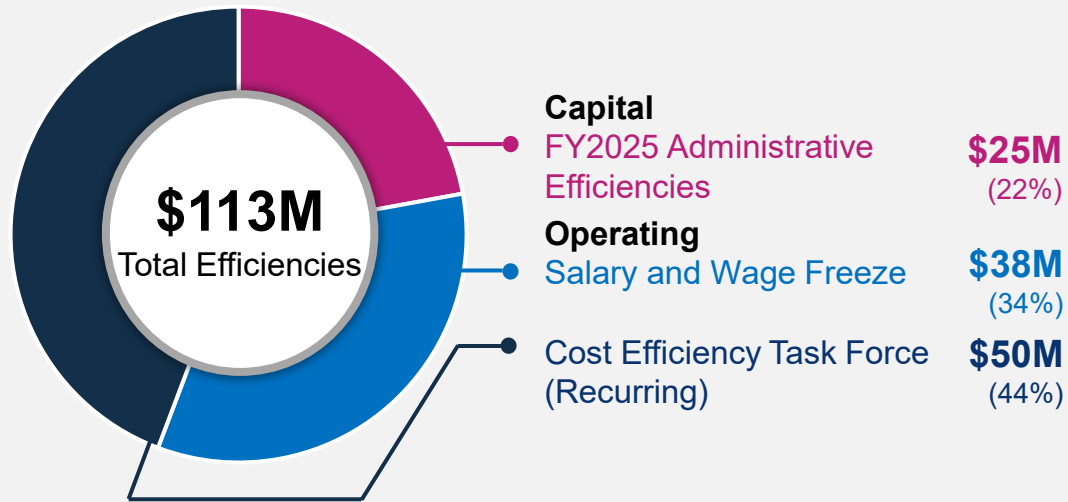 $113M
Total Efficiencies
Capital
FY2025 Administrative
Efficiencies
$25M
(22%)
Operating
Salary and Wage Freeze
$38M
(34%)
Cost Efficiency Task Force
(Recurring)
$50M
(44%)